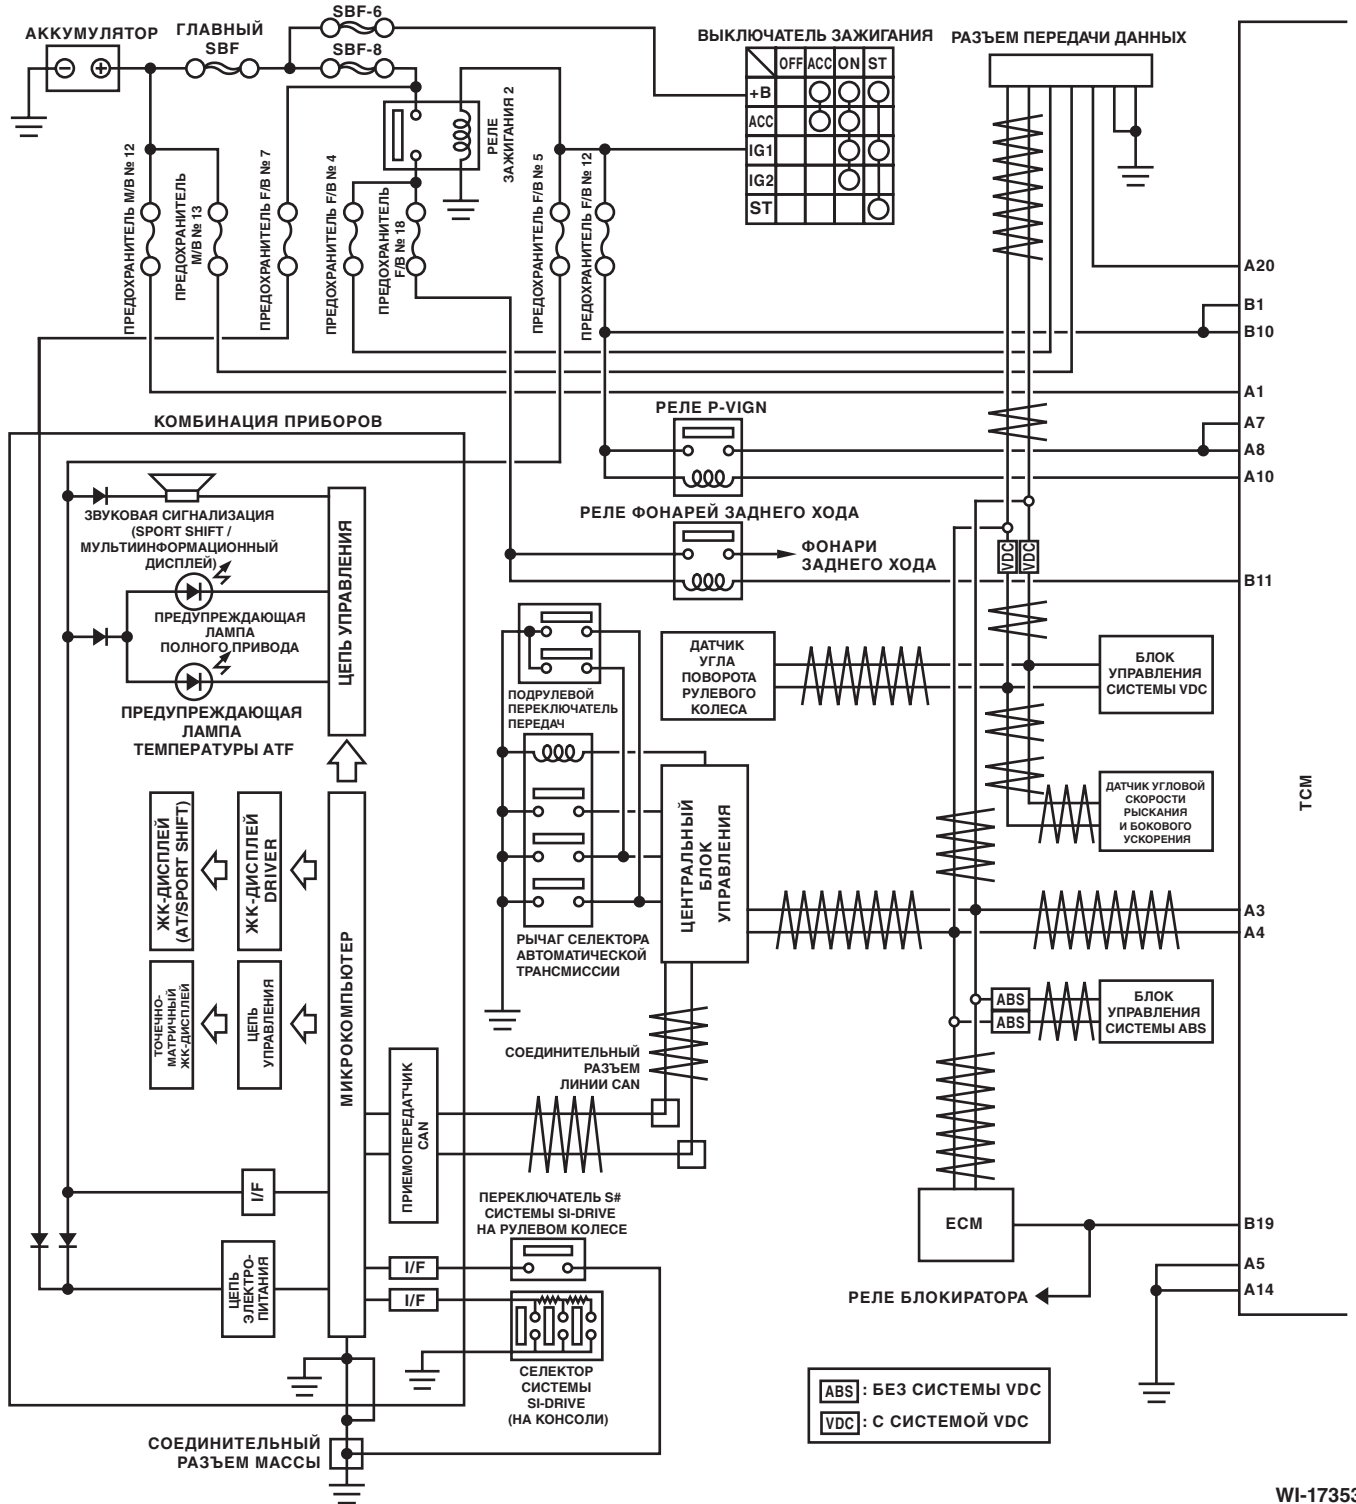 SBF-6
АККУМУЛЯТОР
ГЛАВНЫЙ
SBF
SBF-8
ВЫКЛЮЧАТЕЛЬ ЗАЖИГАНИЯ
OFF ACC ON ST
+B
ACC
IG1
IG2
ST
РАЗЪЕМ ПЕРЕДАЧИ ДАННЫХ
РЕЛЕ
ЗАЖИГАНИЯ 2
ПРЕДОХРАНИТЕЛЬ M/B № 12
ПРЕДОХРАНИТЕЛЬ
M/B № 13
ПРЕДОХРАНИТЕЛЬ F/B № 7
ПРЕДОХРАНИТЕЛЬ F/B № 4
ПРЕДОХРАНИТЕЛЬ
F/B № 18
ПРЕДОХРАНИТЕЛЬ F/B № 5
ПРЕДОХРАНИТЕЛЬ F/B № 12
A20
B1
B10
A1
A7
A8
A10
B11
A3
A4
B19
A5
A14
TCM
КОМБИНАЦИЯ ПРИБОРОВ
РЕЛЕ P-VIGN
РЕЛЕ ФОНАРЕЙ ЗАДНЕГО ХОДА
ФОНАРИ
ЗАДНЕГО ХОДА
VDC
VDC
ЗВУКОВАЯ СИГНАЛИЗАЦИЯ
(SPORT SHIFT /
МУЛЬТИИНФОРМАЦИОННЫЙ
ДИСПЛЕЙ)
ПРЕДУПРЕЖДАЮЩАЯ
ЛАМПА
ПОЛНОГО ПРИВОДА
ПРЕДУПРЕЖДАЮЩАЯ
ЛАМПА
ТЕМПЕРАТУРЫ ATF
ЦЕПЬ УПРАВЛЕНИЯ
ПОДРУЛЕВОЙ
ПЕРЕКЛЮЧАТЕЛЬ
ПЕРЕДАЧ
ДАТЧИК
УГЛА
ПОВОРОТА
РУЛЕВОГО
КОЛЕСА
БЛОК
УПРАВЛЕНИЯ
СИСТЕМЫ VDC
ДАТЧИК УГЛОВОЙ
СКОРОСТИ
РЫСКАНИЯ
И БОКОВОГО
УСКОРЕНИЯ
ЖК-ДИСПЛЕЙ
(AT/SPORT SHIFT)
ЖК-ДИСПЛЕЙ
DRIVER
ТОЧЕЧНО-
МАТРИЧНЫЙ
ЖК-ДИСПЛЕЙ
ЦЕПЬ
УПРАВЛЕНИЯ
МИКРОКОМПЬЮТЕР
ЦЕНТРАЛЬНЫЙ
БЛОК
УПРАВЛЕНИЯ
РЫЧАГ СЕЛЕКТОРА
АВТОМАТИЧЕСКОЙ
ТРАНСМИССИИ
ABS
ABS
БЛОК
УПРАВЛЕНИЯ
СИСТЕМЫ ABS
СОЕДИНИТЕЛЬНЫЙ
РАЗЪЕМ
ЛИНИИ CAN
ПРИЕМОПЕРЕДАТЧИК
CAN
I/F
ПЕРЕКЛЮЧАТЕЛЬ S#
СИСТЕМЫ SI-DRIVE
НА РУЛЕВОМ КОЛЕСЕ
ECM
I/F
I/F
ЦЕПЬ
ЭЛЕКТРО-
ПИТАНИЯ
РЕЛЕ БЛОКИРАТОРА
СЕЛЕКТОР
СИСТЕМЫ
SI-DRIVE
(НА КОНСОЛИ)
ABS : БЕЗ СИСТЕМЫ VDC
VDC : С СИСТЕМОЙ VDC
СОЕДИНИТЕЛЬНЫЙ
РАЗЪЕМ МАССЫ
WI-17353